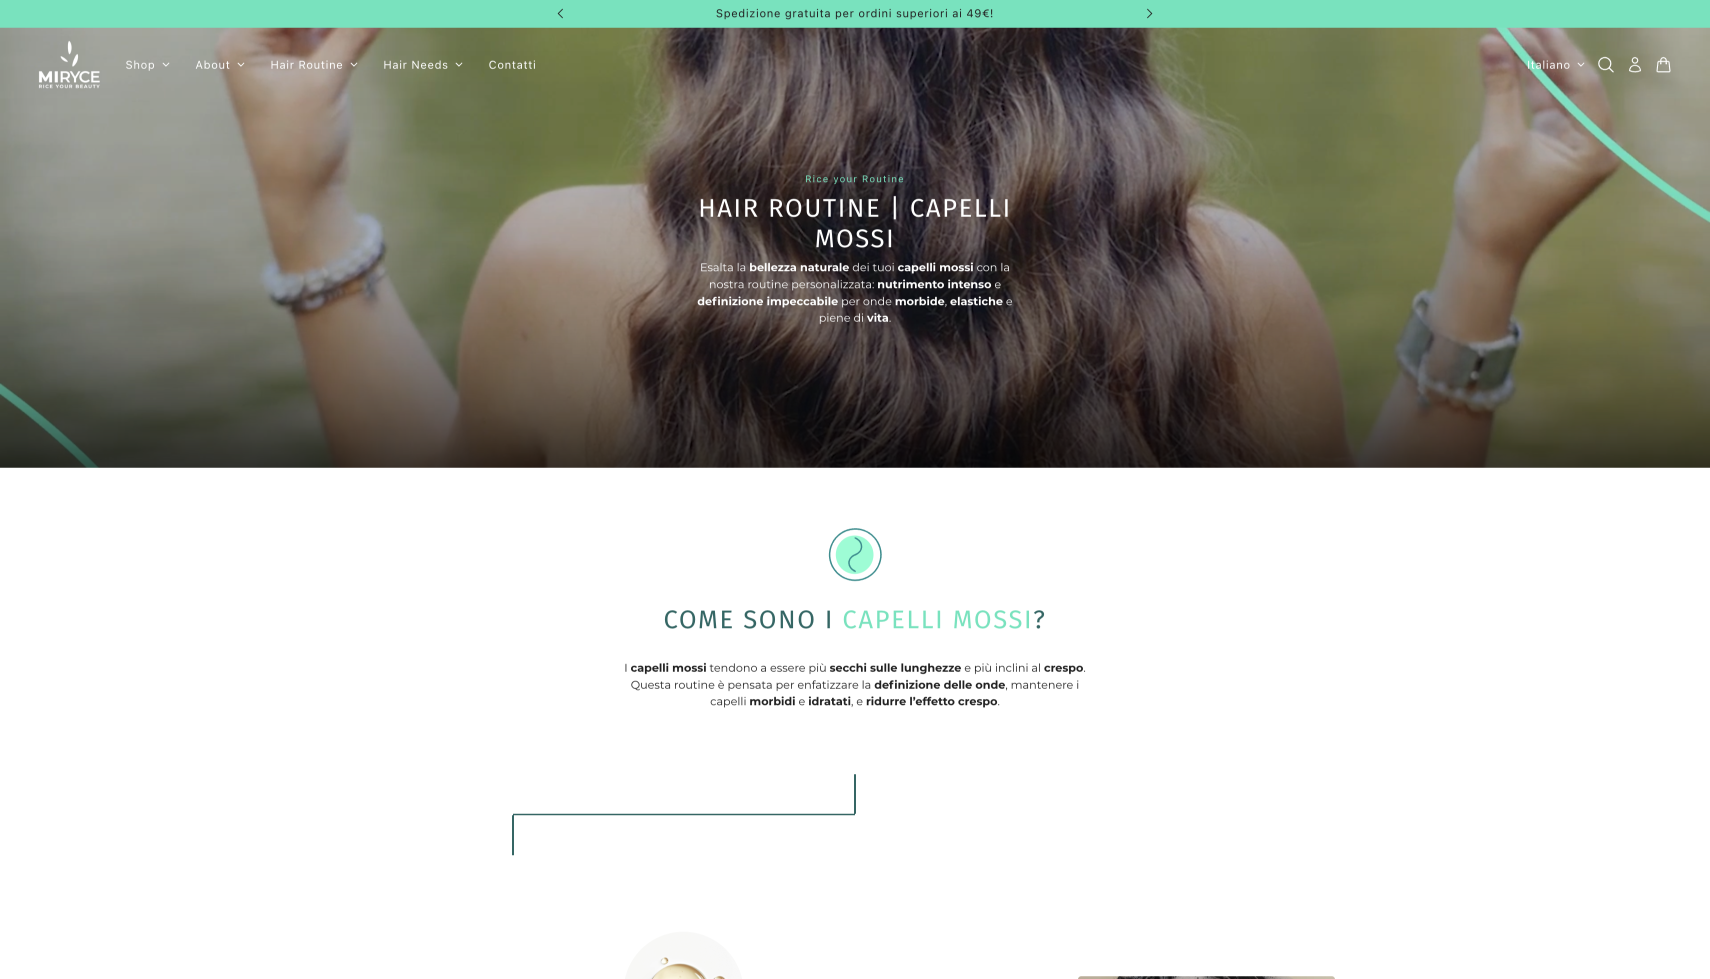 Spedizione gratuita per ordini superiori ai 49€!
MIRYCE
RICE YOUR BEAUTY
Shop
About
Hair Routine
Hair Needs
Contatti
Italiano
Rice your Routine
HAIR ROUTINE | CAPELLI
MOSSI
Esalta la bellezza naturale dei tuoi capelli mossi con la
nostra routine personalizzata: nutrimento intenso e
definizione impeccabile per onde morbide, elastiche e
piene di vita.
COME SONO I CAPELLI MOSSI?
I capelli mossi tendono a essere più secchi sulle lunghezze e più inclini al crespo.
Questa routine è pensata per enfatizzare la definizione delle onde, mantenere i
capelli morbidi e idratati, e ridurre l’effetto crespo.